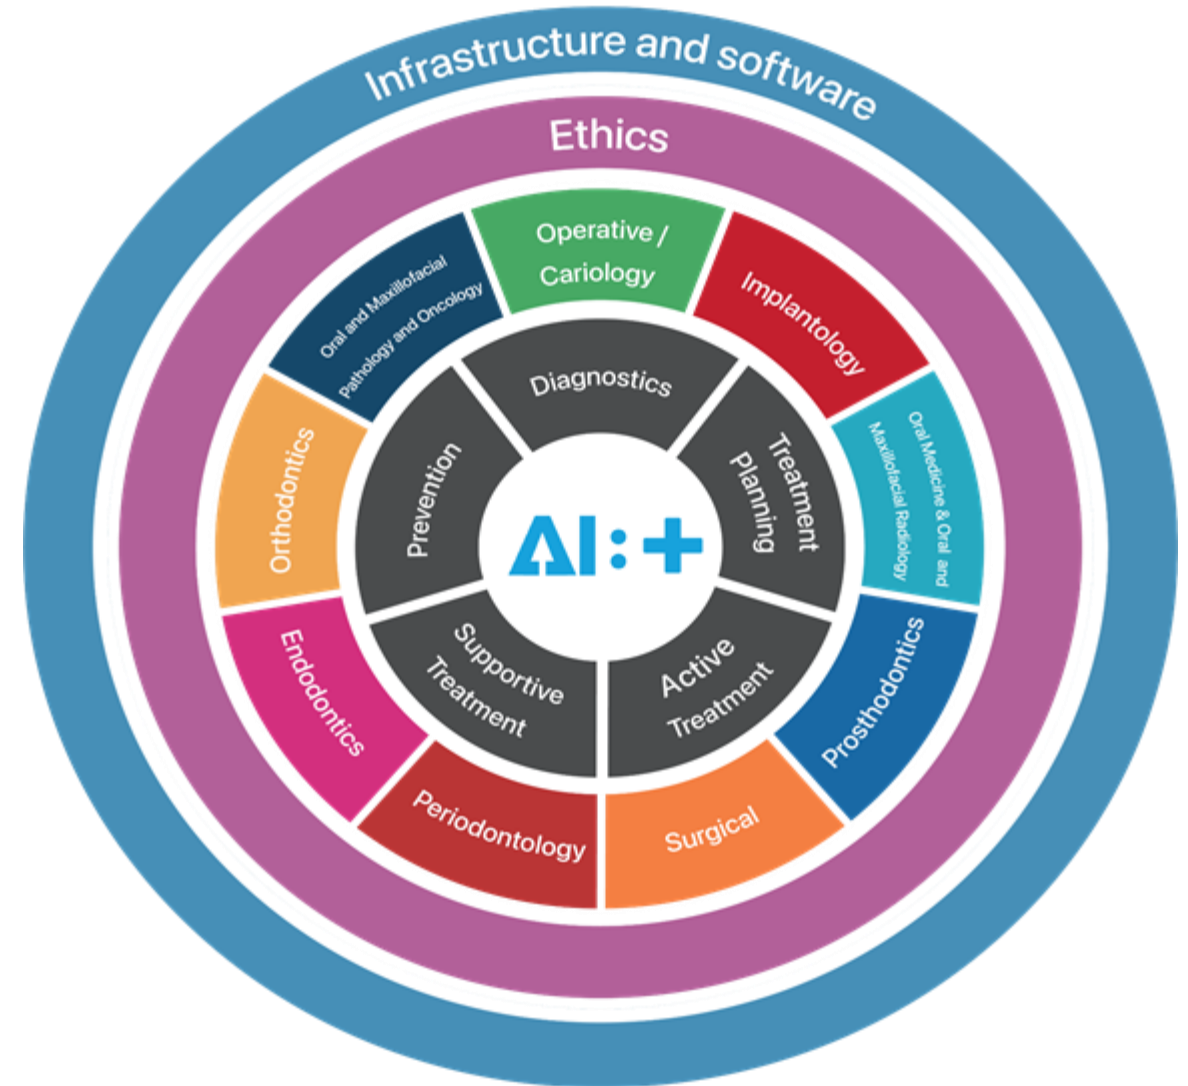 Infrastructure and software
Ethics
Operative /
Cariology
Implantology
Oral Medicine & Oral and
Maxillofacial Radiology
Prosthodontics
Surgical
Periodontology
Endodontics
Orthodontics
Oral and Maxillofacial
Pathology and Oncology
Diagnostics
Treatment
Planning
Active
Treatment
Supportive
Treatment
Prevention
AI:+